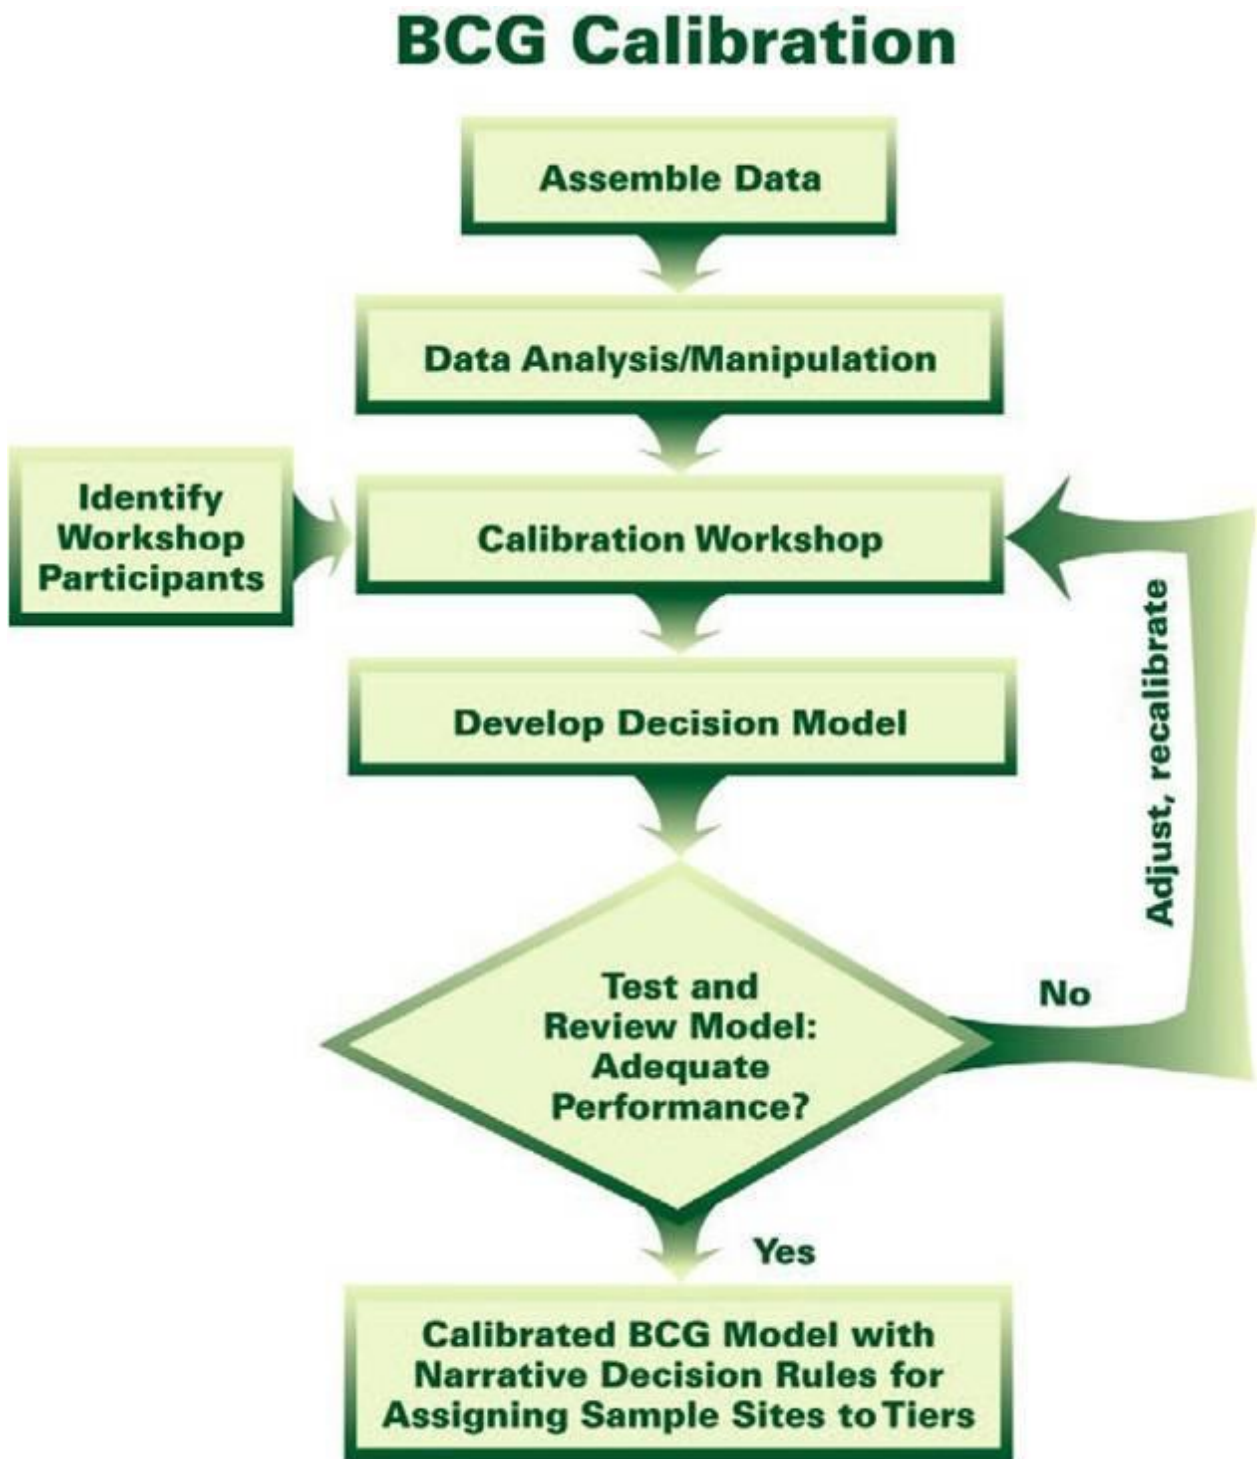 BCG Calibration
Assemble Data
Data Analysis/Manipulation
Identify
Workshop
Participants
Calibration Workshop
Develop Decision Model
Adjust, recalibrate
Test and
Review Model:
Adequate
Performance?
No
Yes
Calibrated BCG Model with
Narrative Decision Rules for
Assigning Sample Sites to Tiers